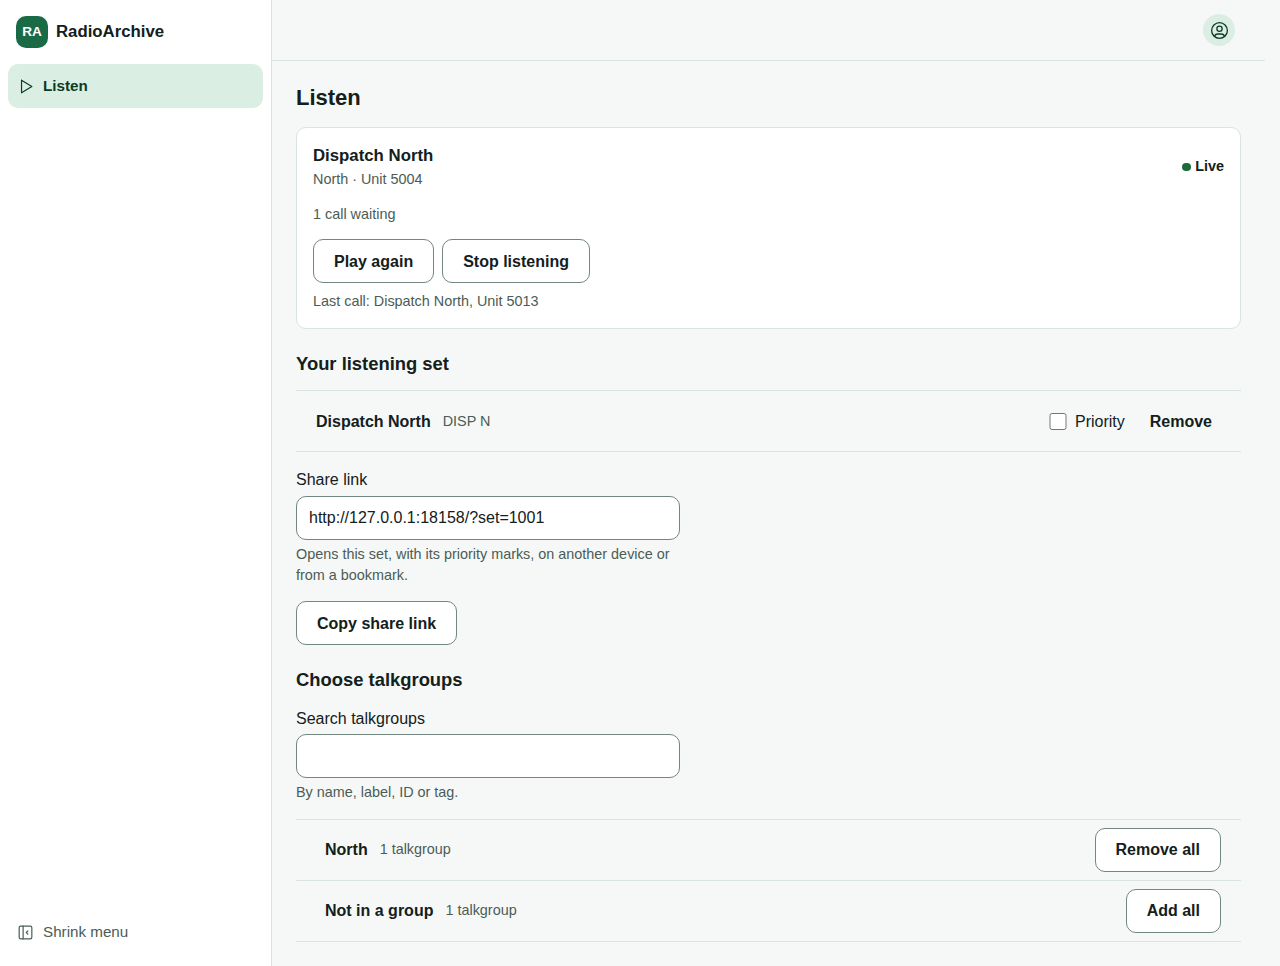 RA RadioArchive
Listen
Listen
Dispatch North
North · Unit 5004
Live
1 call waiting
Play again
Stop listening
Last call: Dispatch North, Unit 5013
Your listening set
Dispatch North DISP N
Priority
Remove
Share link
http://127.0.0.1:18158/?set=1001
Opens this set, with its priority marks, on another device or
from a bookmark.
Copy share link
Choose talkgroups
Search talkgroups
By name, label, ID or tag.
North 1 talkgroup
Remove all
Not in a group 1 talkgroup
Add all
Shrink menu